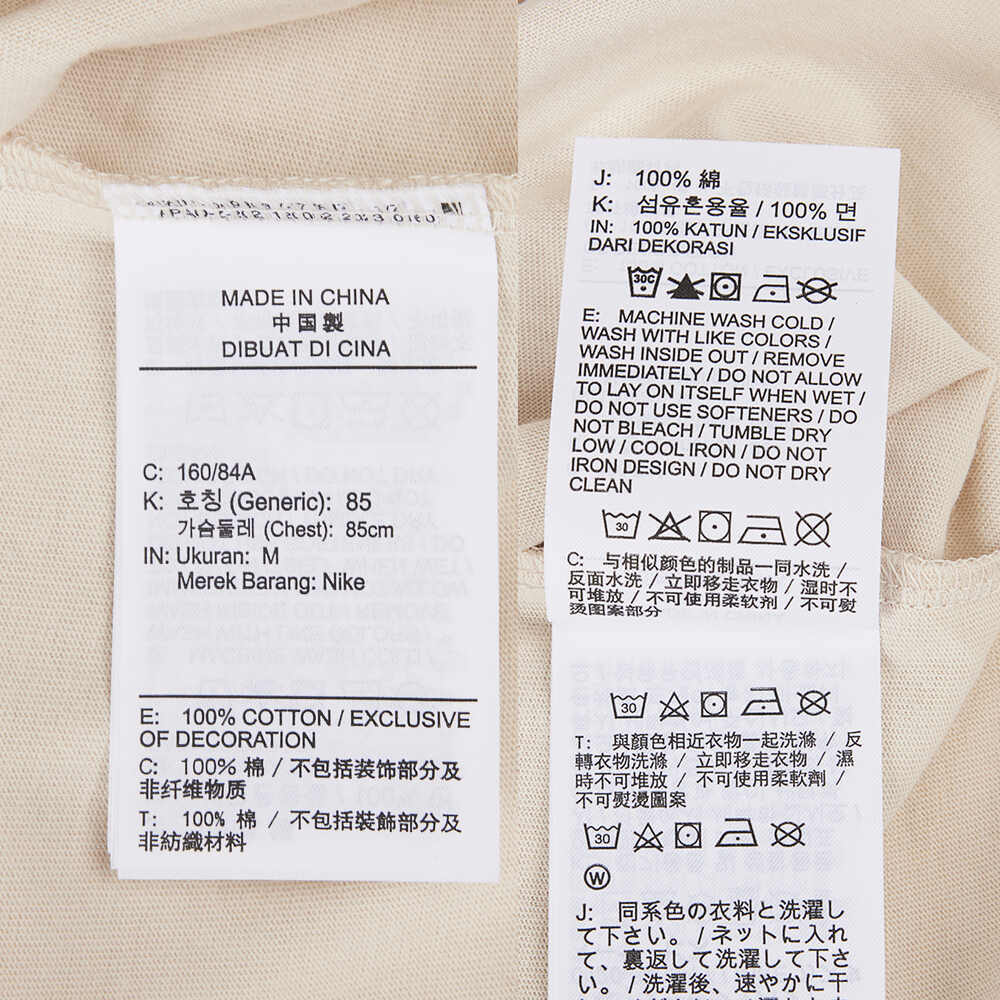 MADE IN CHINA
中国製
DIBUAT DI CINA
C: 160/84A
K: 호칭 (Generic): 85
가슴둘레 (Chest): 85cm
IN: Ukuran: M
Merek Barang: Nike
E: 100% COTTON / EXCLUSIVE
OF DECORATION
C: 100% 棉 / 不包括装饰部分及
非纤维物质
T: 100% 棉 / 不包括裝飾部分及
非紡織材料
J: 100% 綿
K: 섬유혼용율 / 100% 면
IN: 100% KATUN / EKSKLUSIF
DARI DEKORASI
30C
E: MACHINE WASH COLD /
WASH WITH LIKE COLORS /
WASH INSIDE OUT / REMOVE
IMMEDIATELY / DO NOT ALLOW
TO LAY ON ITSELF WHEN WET /
DO NOT USE SOFTENERS / DO
NOT BLEACH / TUMBLE DRY
LOW / COOL IRON / DO NOT
IRON DESIGN / DO NOT DRY
CLEAN
30
C: 与相似颜色的制品一同水洗 /
反面水洗 / 立即移走衣物 / 湿时不
可堆放 / 不可使用柔软剂 / 不可熨
烫图案部分
30
T: 與顏色相近衣物一起洗滌 / 反
轉衣物洗滌 / 立即移走衣物 / 濕
時不可堆放 / 不可使用柔軟劑 /
不可熨燙圖案
30
W
J: 同系色の衣料と洗濯し
て下さい。 / ネットに入れ
て、裏返して洗濯して下さ
い。 / 洗濯後、速やかに干